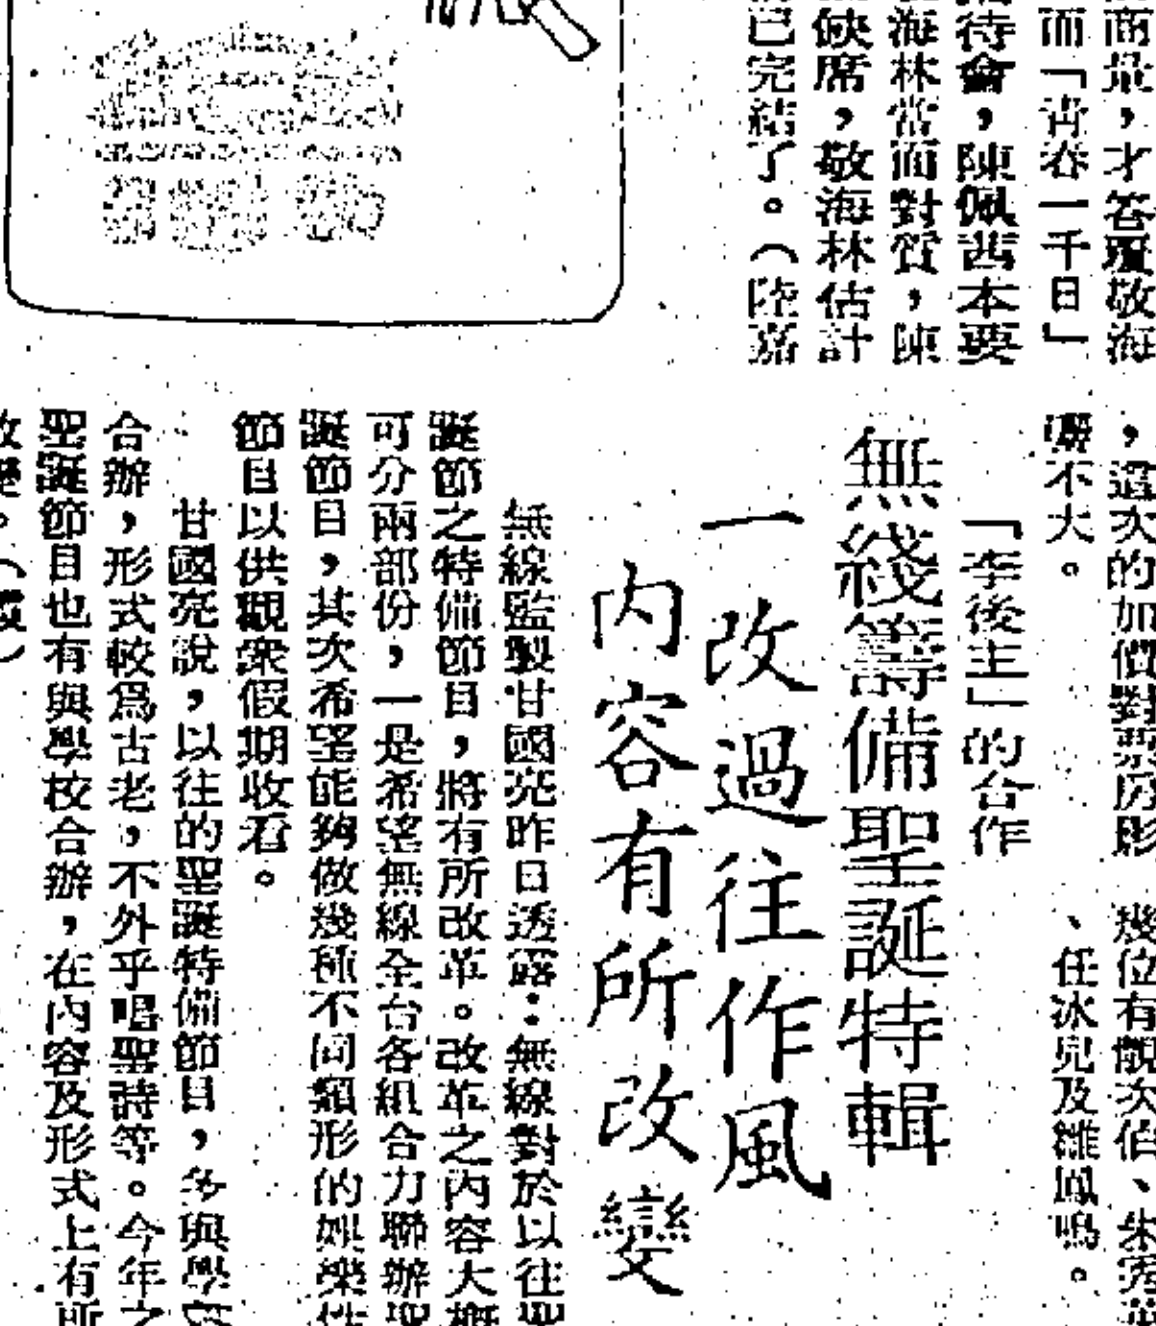 商量，才答覆敬海
而「青春一千日」
待會，陳佩茜本要
海林當面對質，陳
缺席，敬海林估計
已完結了。（陸嘉
，這次的加價對票房影
響不大。
幾位有靚次伯、朱秀英
、任冰兒及雛鳳鳴。
「李後主」的合作
無綫籌備聖誕特輯
一改過往作風
内容有所改變
無線監製甘國亮昨日透露：無線對於以往聖
誕節之特備節目，將有所改革。改革之内容大概
可分兩部份，一是希望無線全台各組合力聯辦聖
誕節目，其次希望能夠做幾種不同類形的娛樂性
節目以供觀衆假期收看。
甘國亮說，以往的聖誕特備節目，多與學校
合辦，形式較爲古老，不外乎唱聖詩等。今年之
聖誕節目也有與學校合辦，在內容及形式上有所
改變。